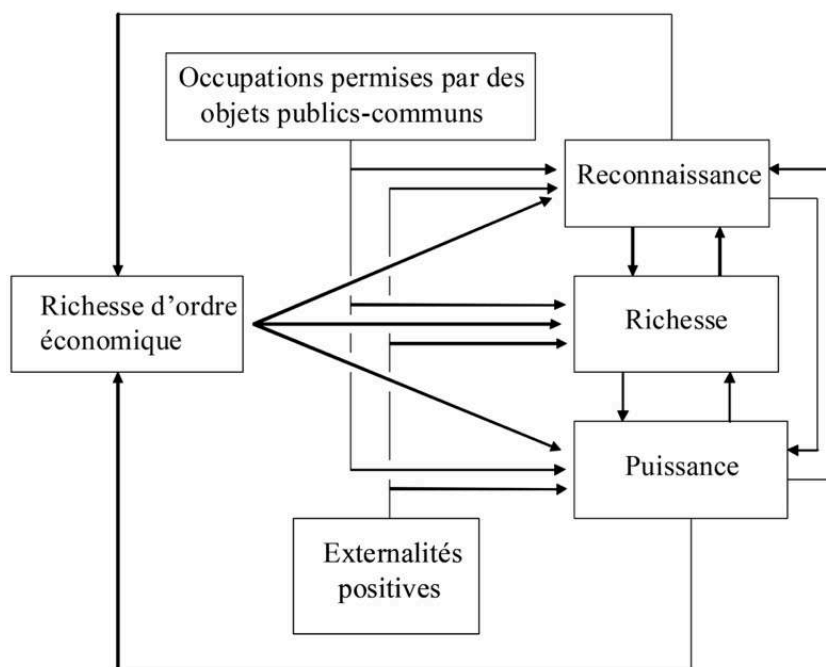 Occupations permises par des
objets publics-communs
Reconnaissance
Richesse d’ordre
économique
Richesse
Puissance
Externalités
positives